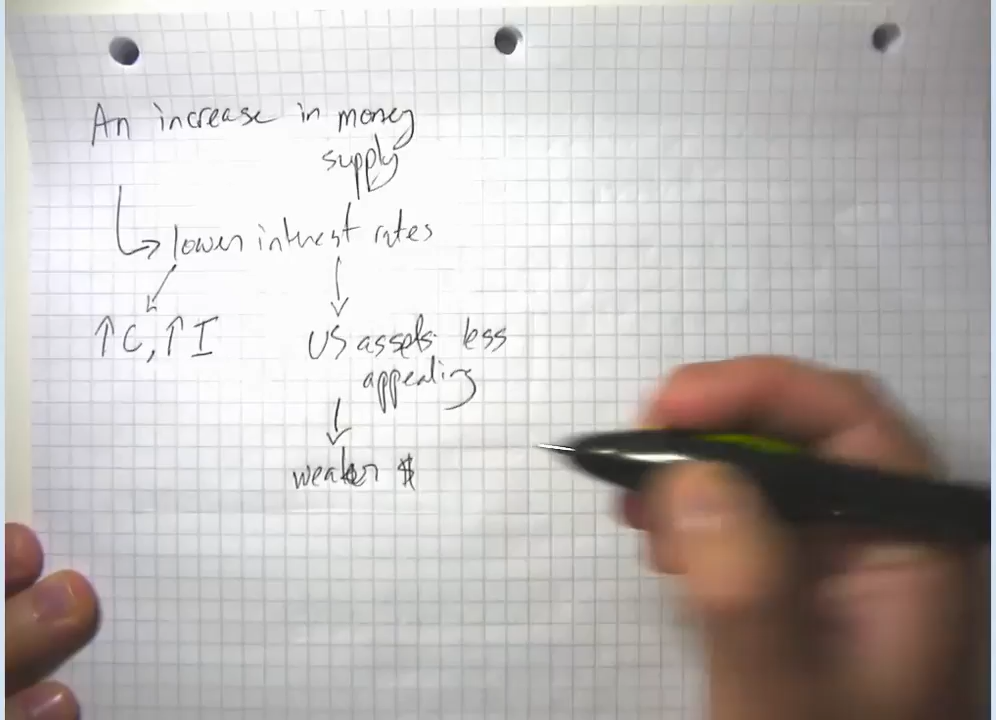 An increase in money
supply
↳ lower interest rates
↑C, ↑I
US assets less
appealing
weaker $